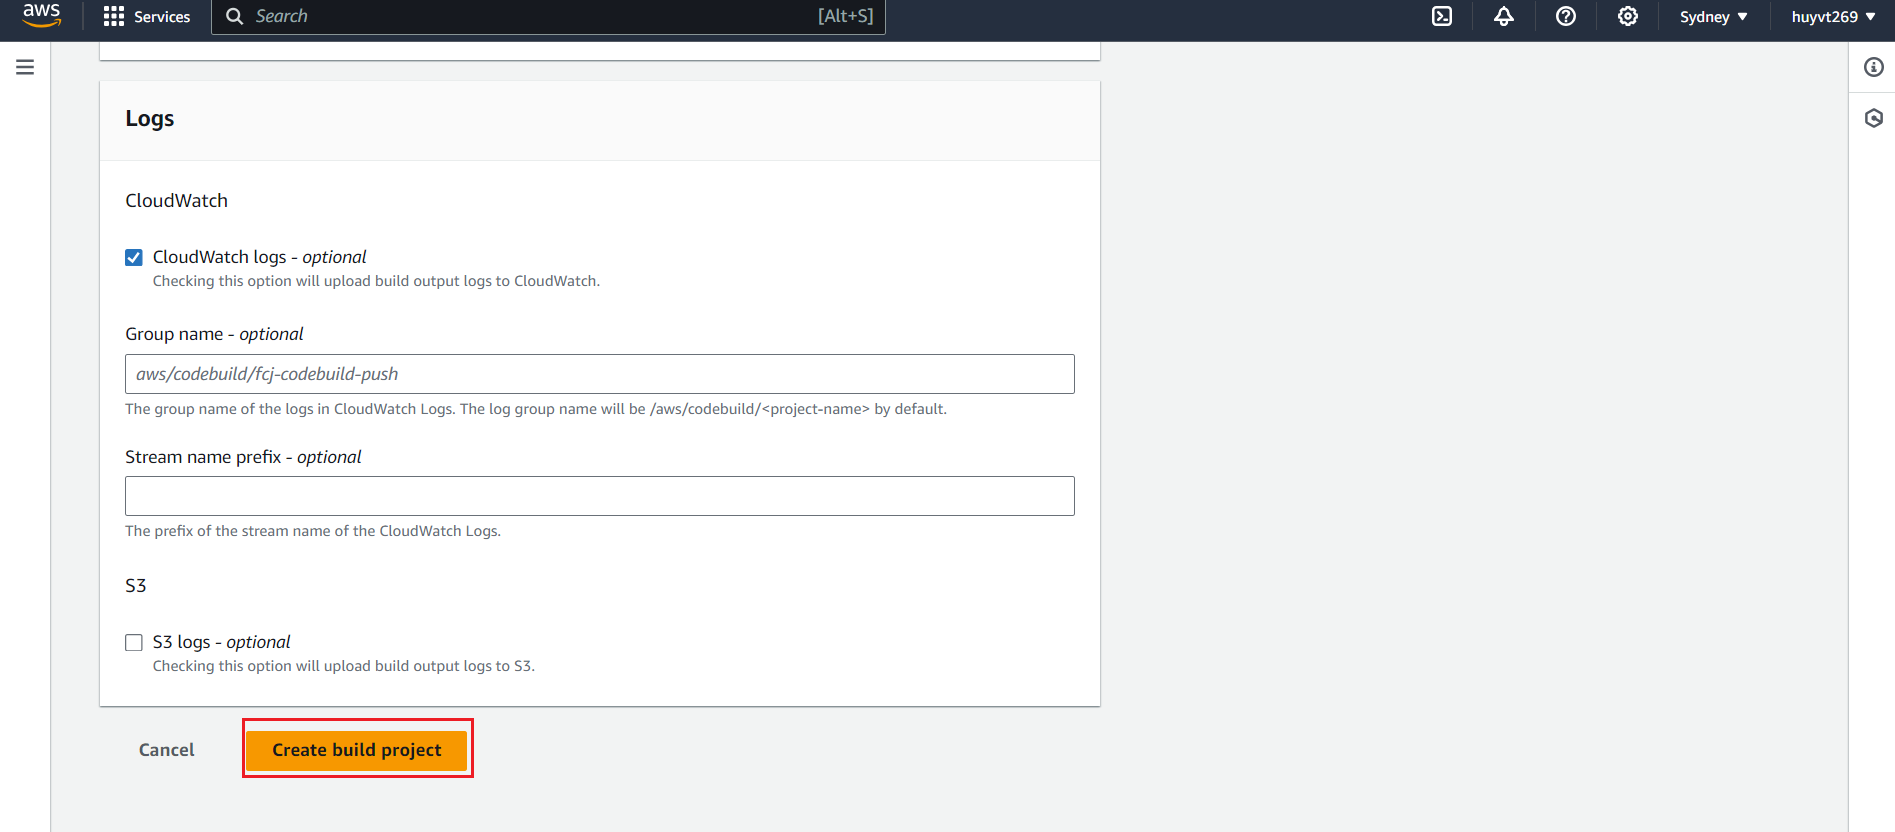 aws
Services
Search
[Alt+S]
Sydney
huyvt269
Logs
CloudWatch
CloudWatch logs - optional
Checking this option will upload build output logs to CloudWatch.
Group name - optional
aws/codebuild/fcj-codebuild-push
The group name of the logs in CloudWatch Logs. The log group name will be /aws/codebuild/<project-name> by default.
Stream name prefix - optional
The prefix of the stream name of the CloudWatch Logs.
S3
S3 logs - optional
Checking this option will upload build output logs to S3.
Cancel
Create build project